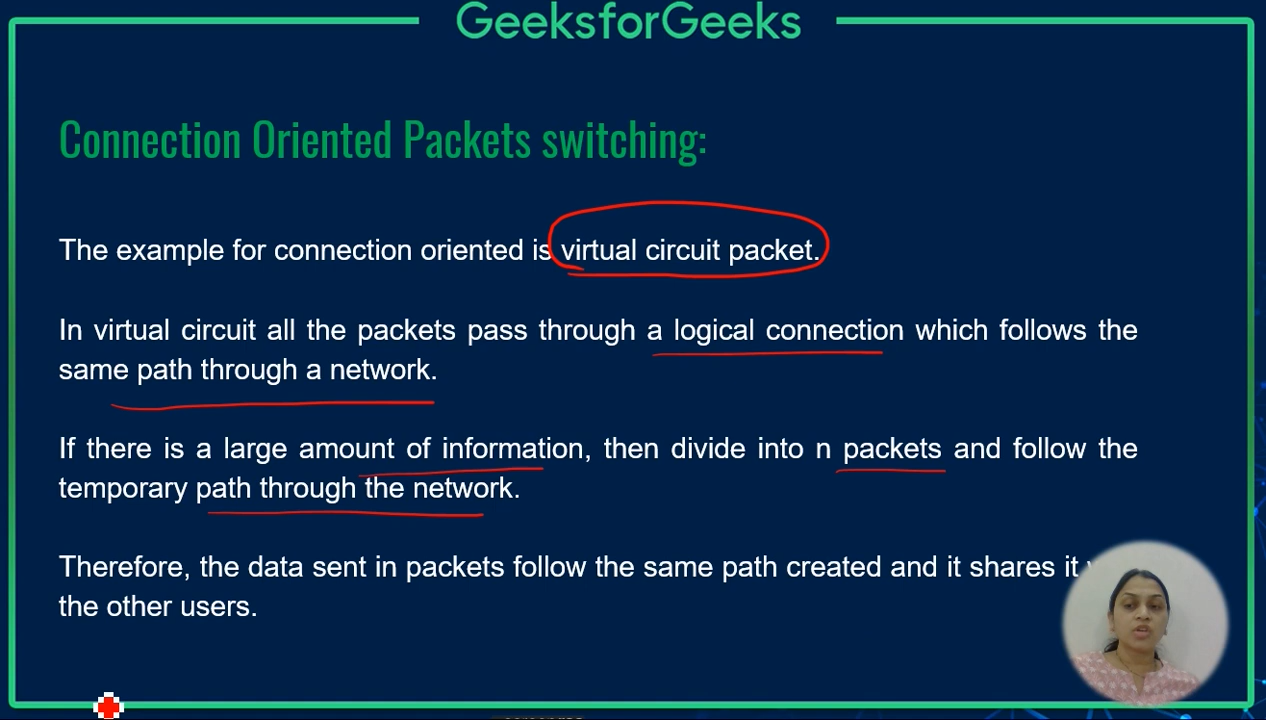 GeeksforGeeks
Connection Oriented Packets switching:
The example for connection oriented is virtual circuit packet.
In virtual circuit all the packets pass through a logical connection which follows the
same path through a network.
If there is a large amount of information, then divide into n packets and follow the
temporary path through the network.
Therefore, the data sent in packets follow the same path created and it shares it
the other users.